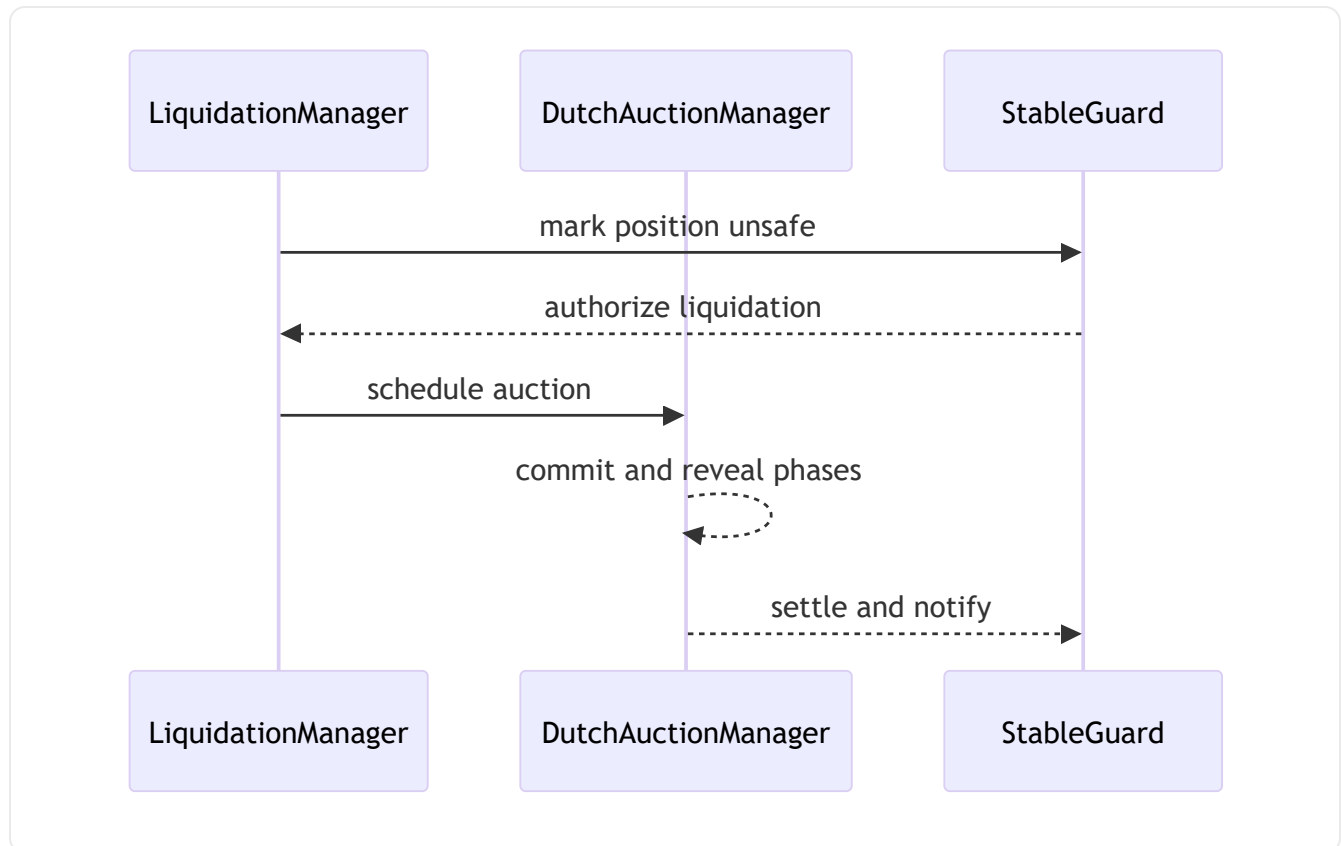 LiquidationManager
DutchAuctionManager
StableGuard
mark position unsafe
authorize liquidation
schedule auction
commit and reveal phases
settle and notify
LiquidationManager
DutchAuctionManager
StableGuard